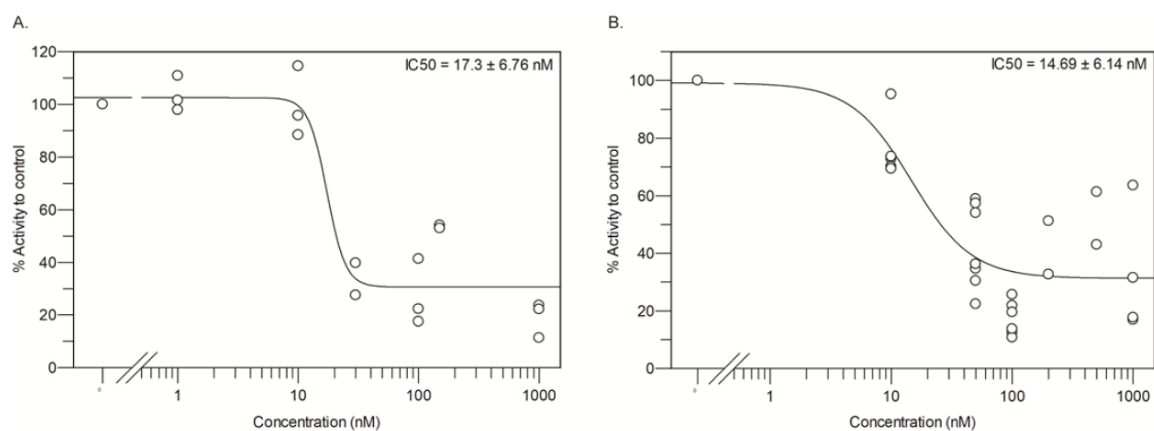 A.
120
100
80
60
40
20
0
% Activity to control
IC50 = 17.3 ± 6.76 nM
0
1
10
100
1000
Concentration (nM)
B.
100
80
60
40
20
0
% Activity to control
IC50 = 14.69 ± 6.14 nM
0
1
10
100
1000
Concentration (nM)